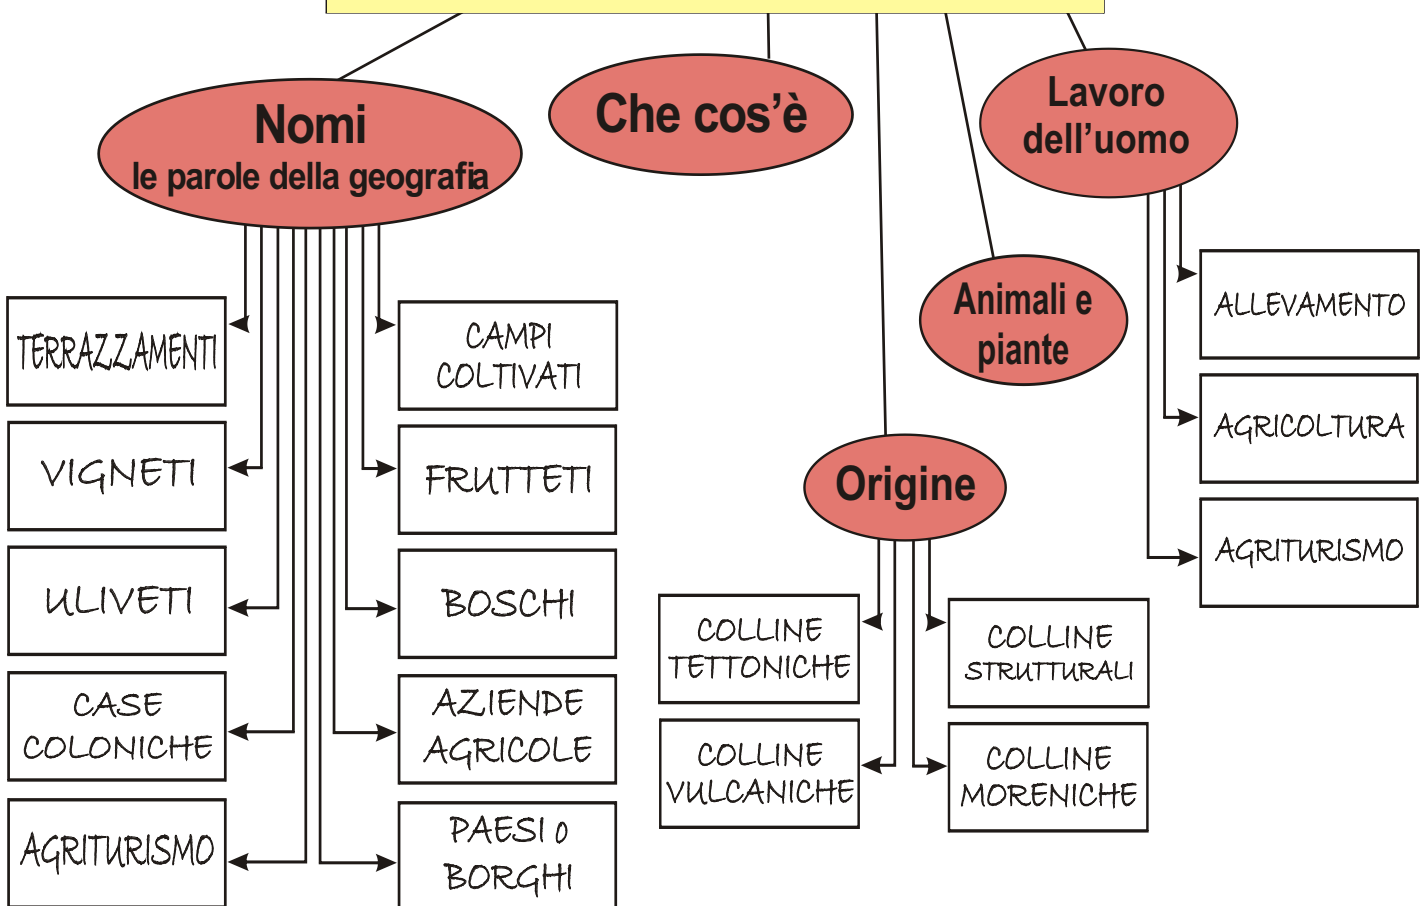 Nomi
le parole della geografia
Che cos’è
Lavoro
dell’uomo
Animali e
piante
Origine
TERRAZZAMENTI
VIGNETI
ULIVETI
CASE
COLONICHE
AGRITURISMO
CAMPI
COLTIVATI
FRUTTETI
BOSCHI
AZIENDE
AGRICOLE
PAESI o
BORGHI
COLLINE
TETTONICHE
COLLINE
VULCANICHE
COLLINE
STRUTTURALI
COLLINE
MORENICHE
ALLEVAMENTO
AGRICOLTURA
AGRITURISMO